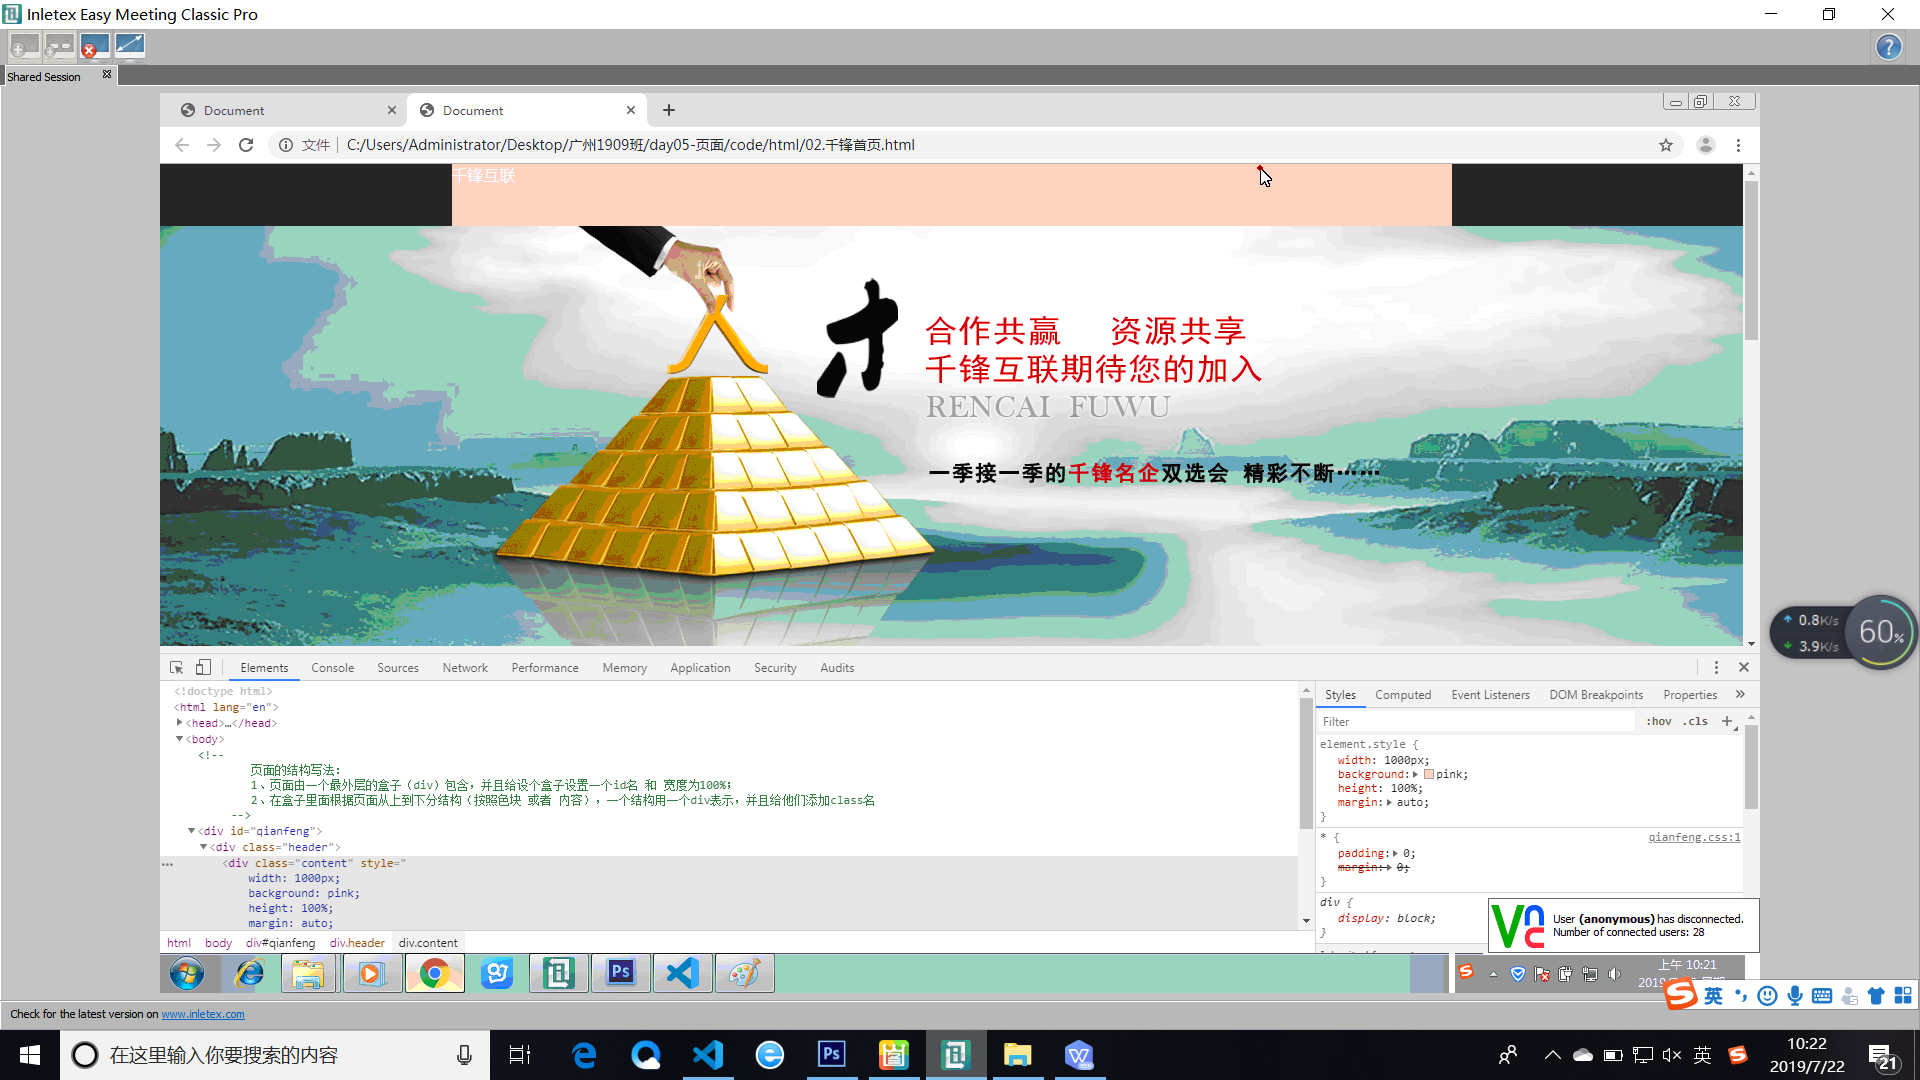 Inletex Easy Meeting Classic Pro
Shared Session
Document
Document
文件
C:/Users/Administrator/Desktop/广州1909班/day05-页面/code/html/02.千锋首页.html
千锋互联
才
合作共赢 资源共享
千锋互联期待您的加入
RENCAI FUWU
一季接一季的千锋名企双选会 精彩不断······
0.8K/s
3.9K/s
60%
Elements Console Sources Network Performance Memory Application Security Audits
<!doctype html>
<html lang="en">
<head>…</head>
<body>
<!--
页面的结构写法:
1、页面由一个最外层的盒子（div）包含，并且给设个盒子设置一个id名 和 宽度为100%;
2、在盒子里面根据页面从上到下分结构（按照色块 或者 内容），一个结构用一个div表示，并且给他们添加class名
-->
<div id="qianfeng">
<div class="header">
<div class="content" style="
width: 1000px;
background: pink;
height: 100%;
margin: auto;
html body div#qianfeng div.header div.content
Styles Computed Event Listeners DOM Breakpoints Properties »
Filter :hov .cls +
element.style {
width: 1000px;
background: pink;
height: 100%;
margin: auto;
}
* { qianfeng.css:1
padding: 0;
margin: 0;
}
div {
display: block;
}
User (anonymous) has disconnected.
Number of connected users: 28
上午 10:21
英
Check for the latest version on www.inletex.com
在这里输入你要搜索的内容
英
10:22
2019/7/22
21